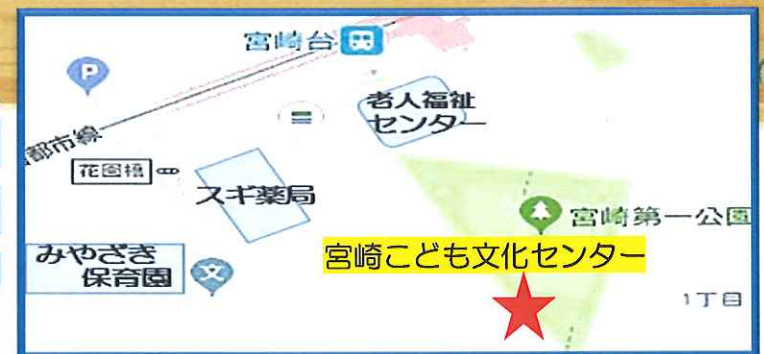 宮崎台
P
老人福祉
センター
都市線
花園橋
スギ薬局
宮崎第一公園
みやざき
保育園
文
宮崎こども文化センター
1丁目